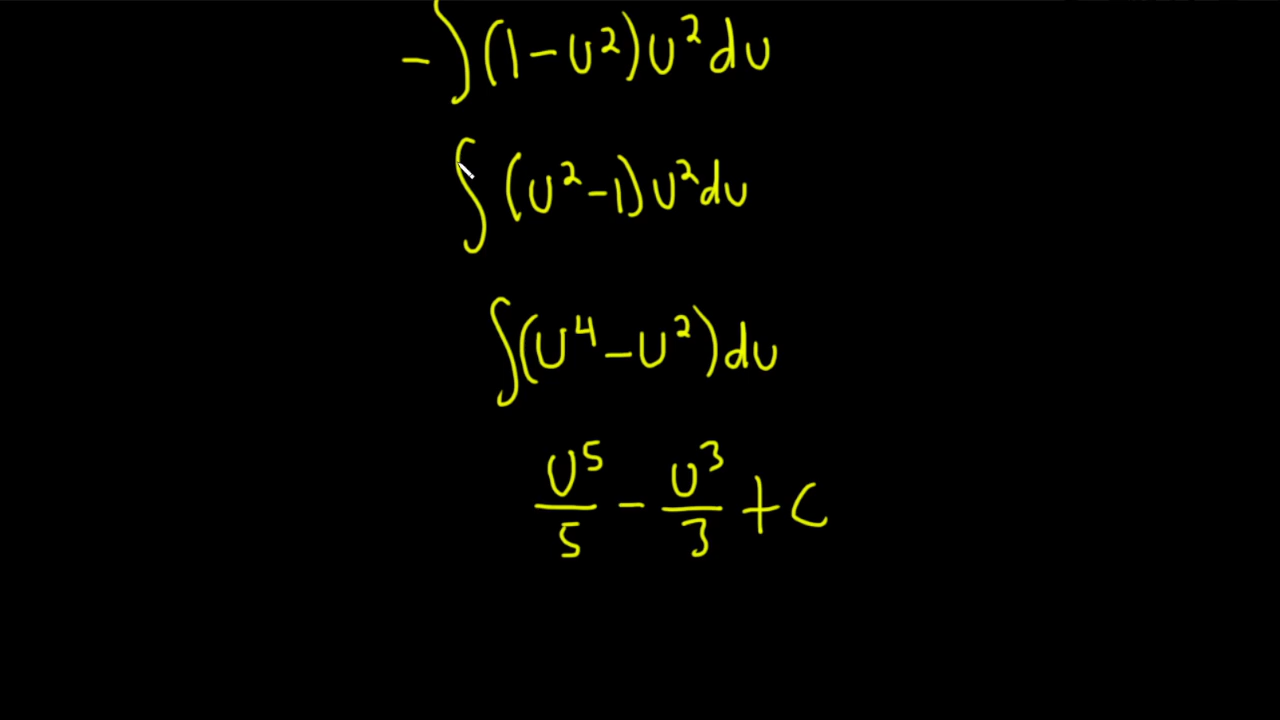 -∫(1-u²)u²du
∫(u²-1)u²du
∫(u⁴-u²)du
u⁵/5 - u³/3 + c